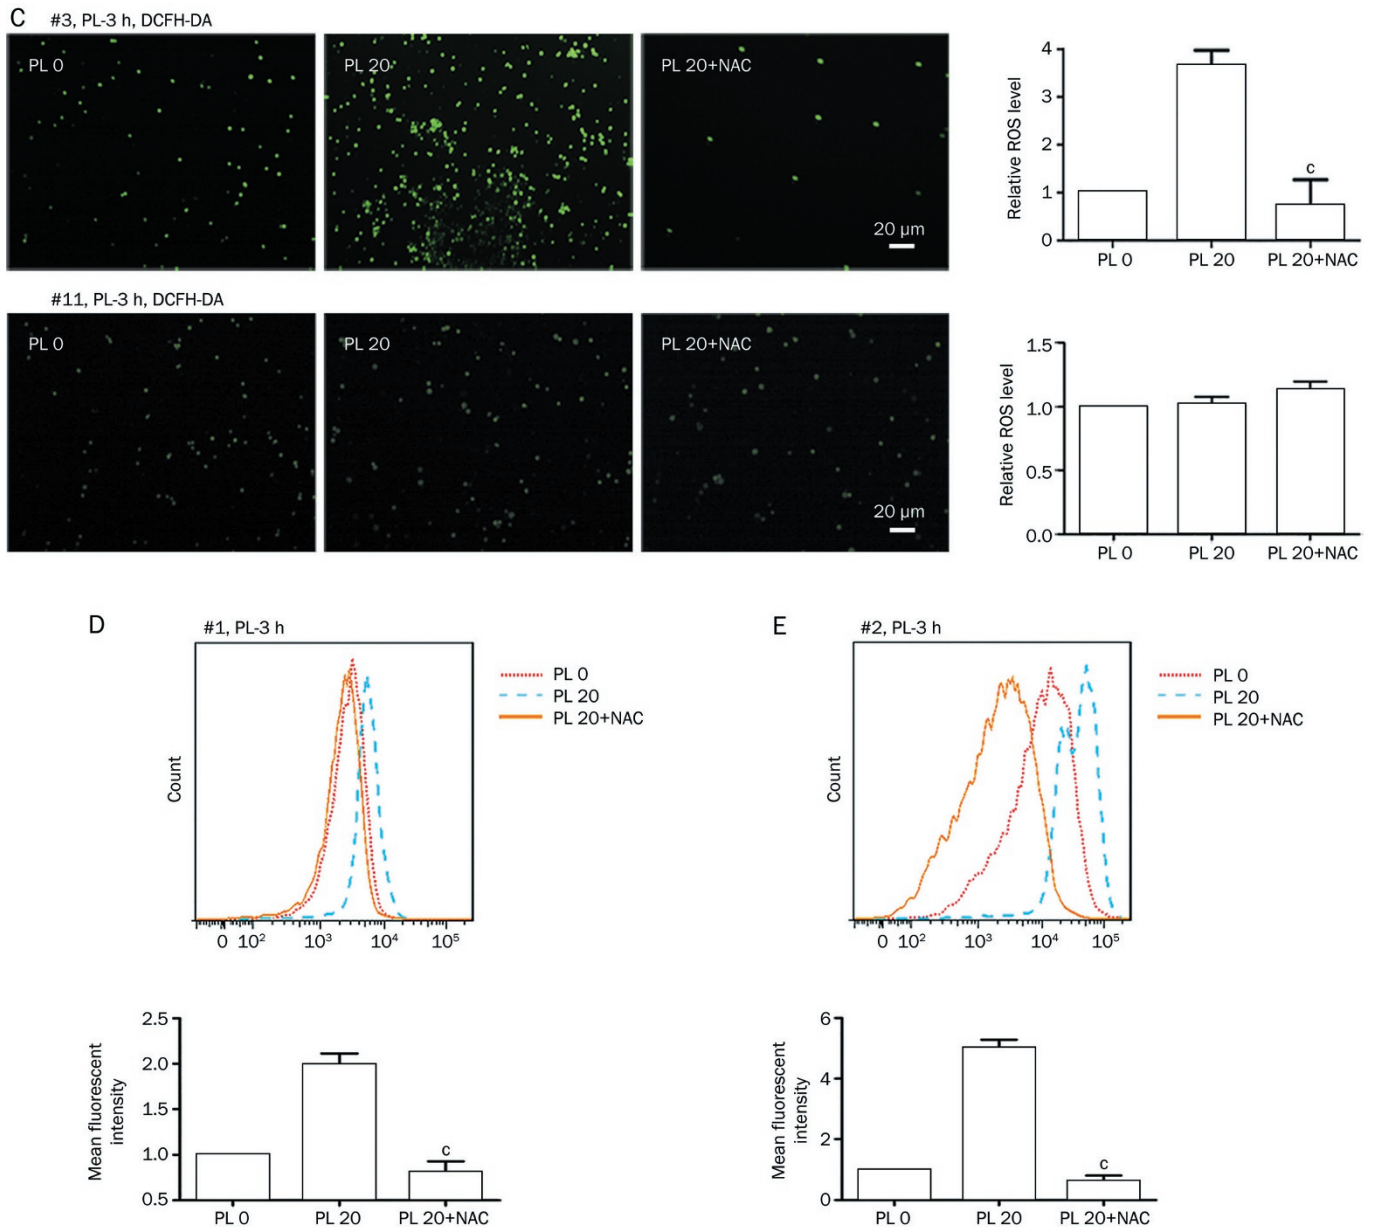 C #3, PL-3 h, DCFH-DA
PL 0
PL 20
PL 20+NAC
20 µm
Relative ROS level
4
3
2
1
0
c
PL 0 PL 20 PL 20+NAC
#11, PL-3 h, DCFH-DA
PL 0
PL 20
PL 20+NAC
20 µm
Relative ROS level
1.5
1.0
0.5
0.0
PL 0 PL 20 PL 20+NAC
D #1, PL-3 h
PL 0
PL 20
PL 20+NAC
Count
0 10² 10³ 10⁴ 10⁵
E #2, PL-3 h
PL 0
PL 20
PL 20+NAC
Count
0 10² 10³ 10⁴ 10⁵
Mean fluorescent
intensity
2.5
2.0
1.5
1.0
0.5
c
PL 0 PL 20 PL 20+NAC
Mean fluorescent
intensity
6
4
2
0
c
PL 0 PL 20 PL 20+NAC